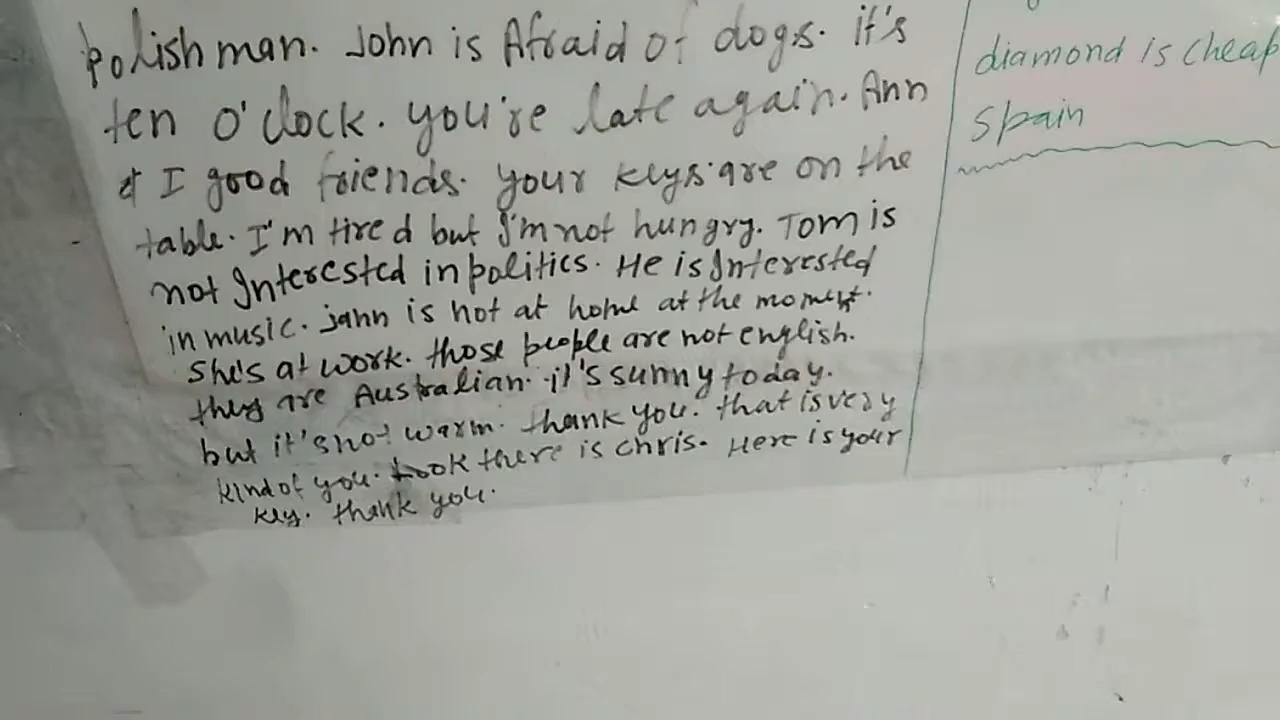 polish man. John is Afraid of dogs. it's
ten o'clock. you're late again. Ann
& I good friends. your keys are on the
table. I'm tired but I'm not hungry. Tom is
not Interested in politics. He is Interested
in music. jann is not at home at the moment.
She's at work. those people are not english.
they are Australian. it's sunny today.
but it's not warm. thank you. that is very
kind of you. Look there is chris. Here is your
key. thank you.
diamond is cheap
spain